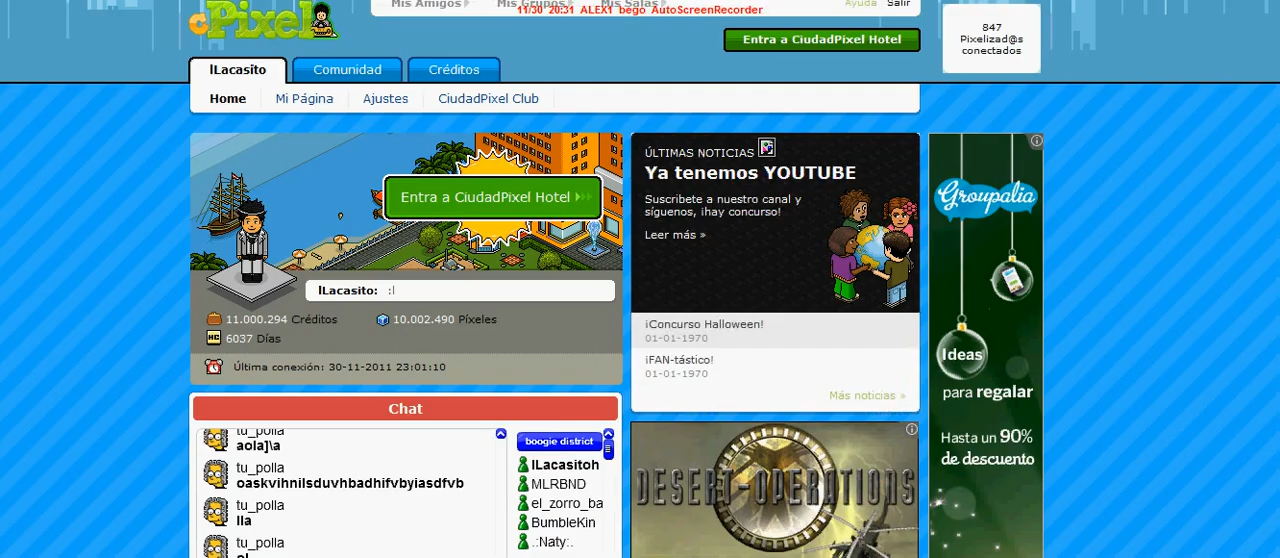 Pixel
Mis Amigos Mis Grupos Mis Salas
11/30 20:31 ALEX1 bego AutoScreenRecorder
Ayuda Salir
Entra a CiudadPixel Hotel
847
Pixelizad@s
conectados
lLacasito Comunidad Créditos
Home Mi Página Ajustes CiudadPixel Club
Entra a CiudadPixel Hotel
lLacasito: :l
11.000.294 Créditos 10.002.490 Píxeles
HC 6037 Días
Última conexión: 30-11-2011 23:01:10
ÚLTIMAS NOTICIAS
Ya tenemos YOUTUBE
Suscribete a nuestro canal y
síguenos, ¡hay concurso!
Leer más »
¡Concurso Halloween!
01-01-1970
¡FAN-tástico!
01-01-1970
Más noticias »
Groupalia
Ideas
para regalar
Hasta un 90%
de descuento
Chat
tu_polla
aola]\a
tu_polla
oaskvihnilsduvhbadhifvbyiasdfvb
tu_polla
lla
tu_polla
boogie district
lLacasitoh
MLRBND
el_zorro_ba
BumbleKin
.:Naty:.
DESERT-OPERATIONS